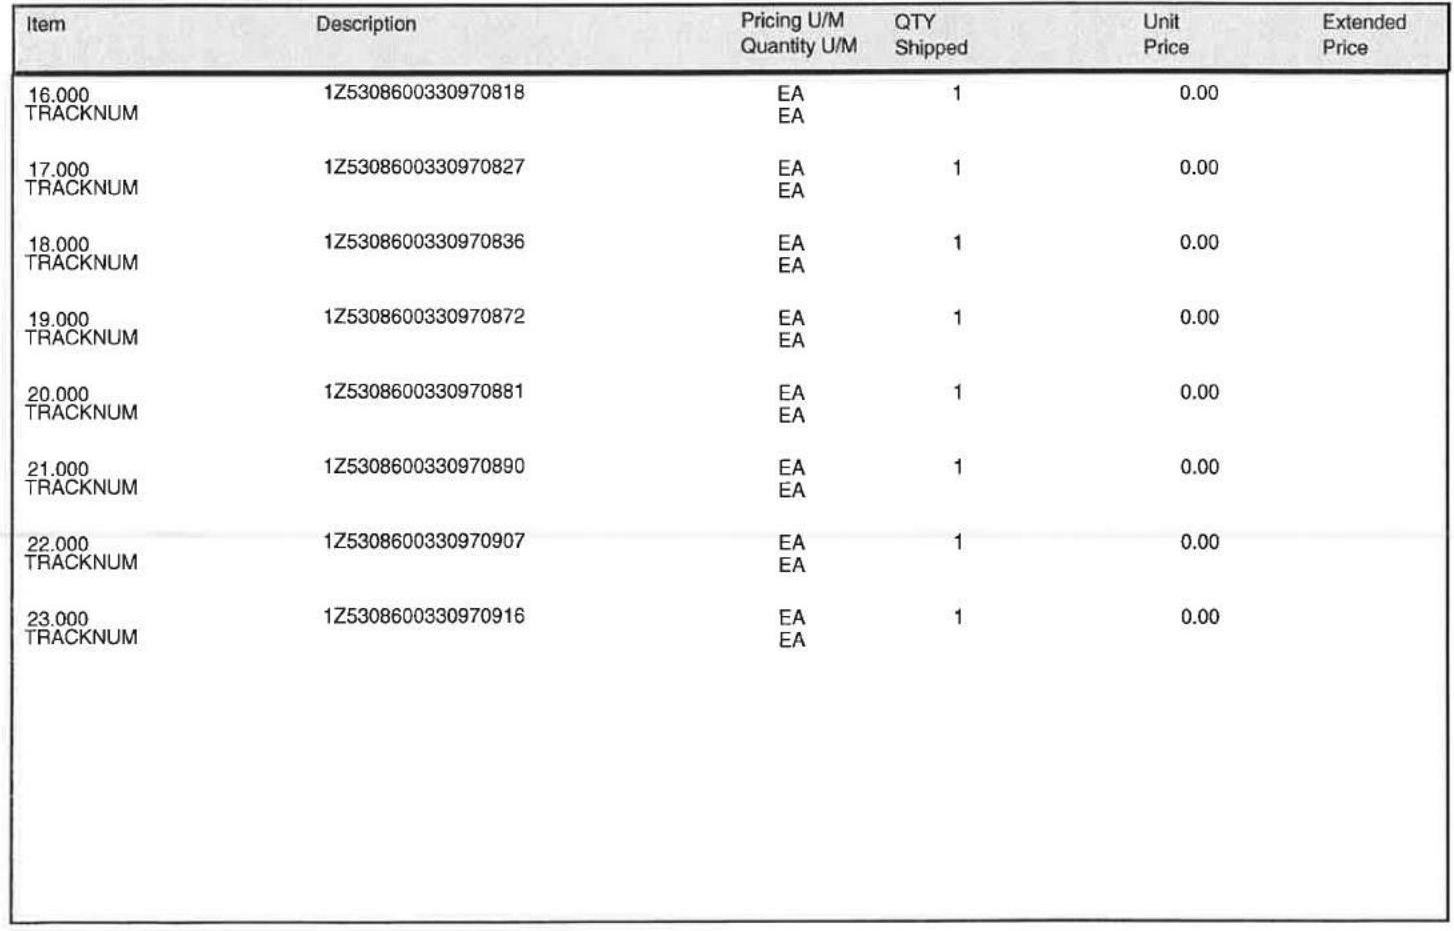 Item Description Pricing U/M QTY Unit Extended
Quantity U/M Shipped Price Price
16.000 1Z5308600330970818 EA 1 0.00
TRACKNUM EA
17.000 1Z5308600330970827 EA 1 0.00
TRACKNUM EA
18.000 1Z5308600330970836 EA 1 0.00
TRACKNUM EA
19.000 1Z5308600330970872 EA 1 0.00
TRACKNUM EA
20.000 1Z5308600330970881 EA 1 0.00
TRACKNUM EA
21.000 1Z5308600330970890 EA 1 0.00
TRACKNUM EA
22.000 1Z5308600330970907 EA 1 0.00
TRACKNUM EA
23.000 1Z5308600330970916 EA 1 0.00
TRACKNUM EA